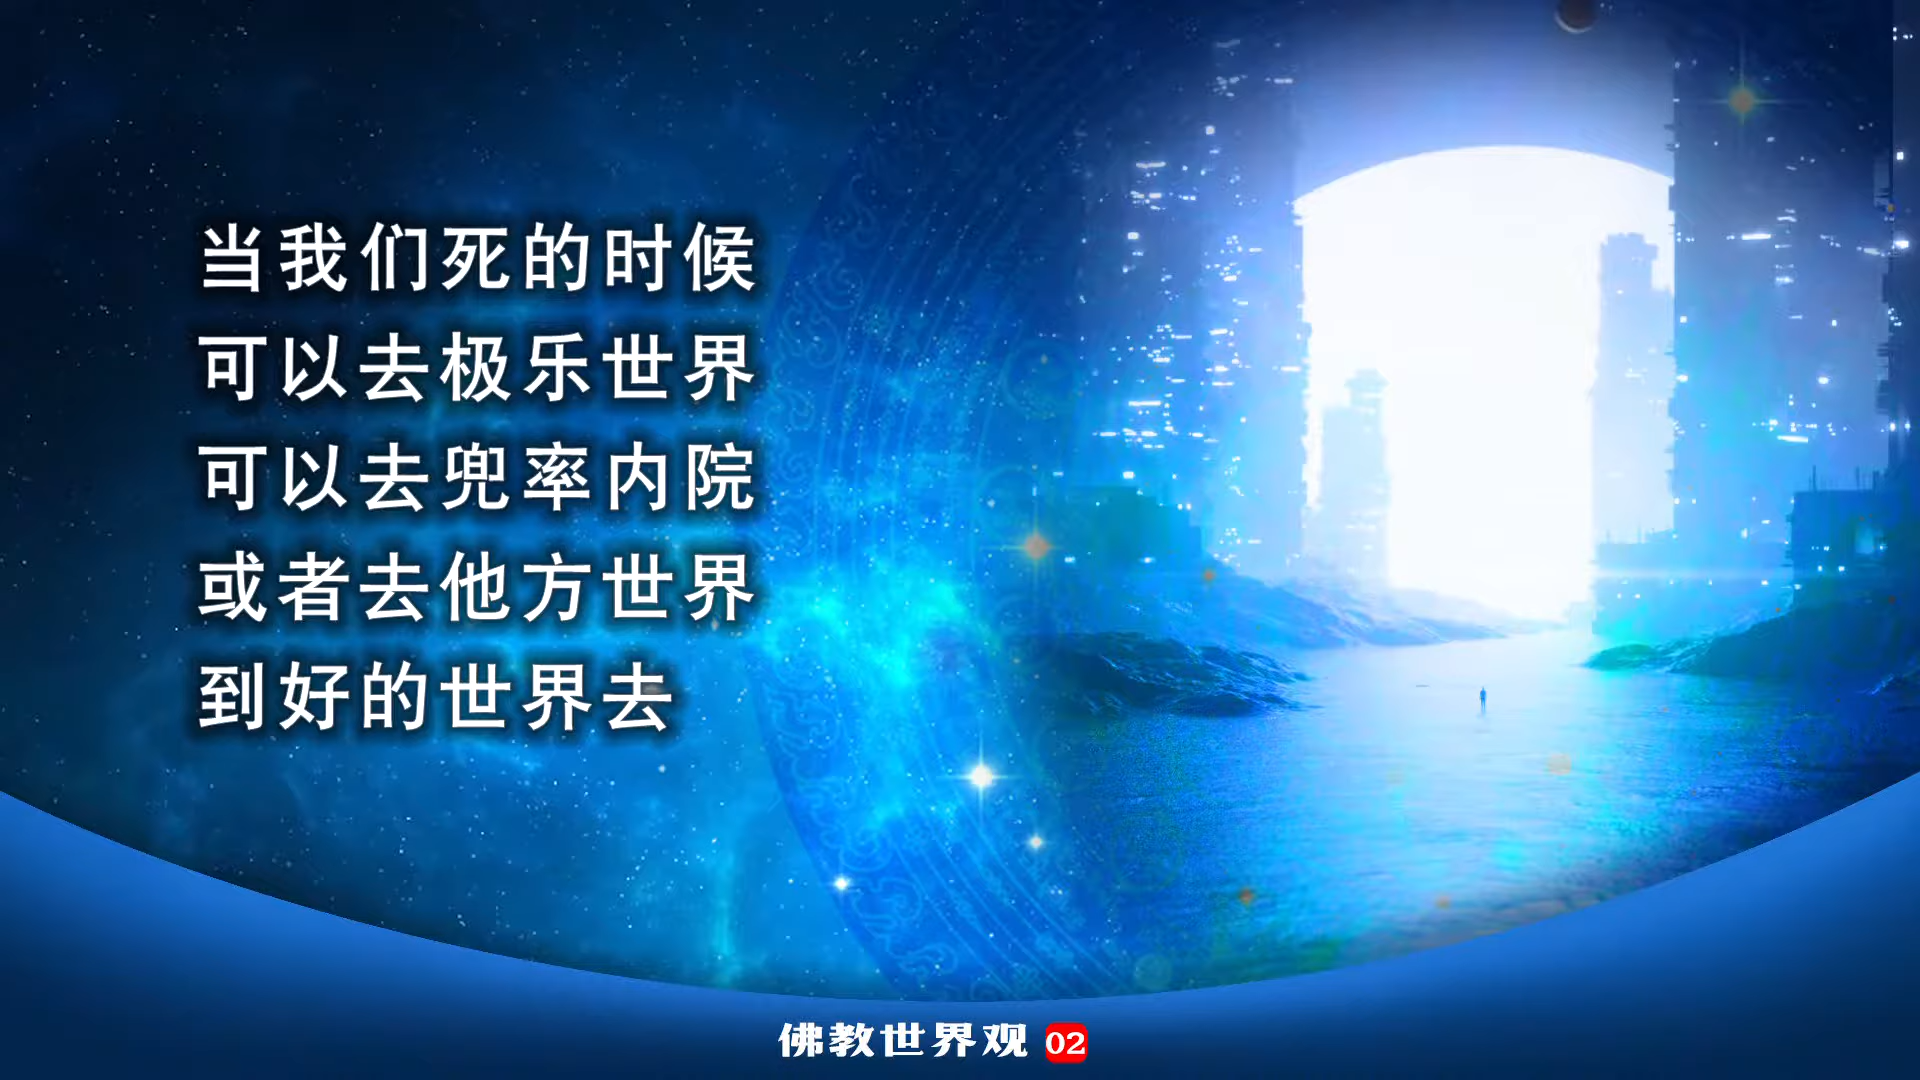 当我们死的时候
可以去极乐世界
可以去兜率内院
或者去他方世界
到好的世界去
佛教世界观 02